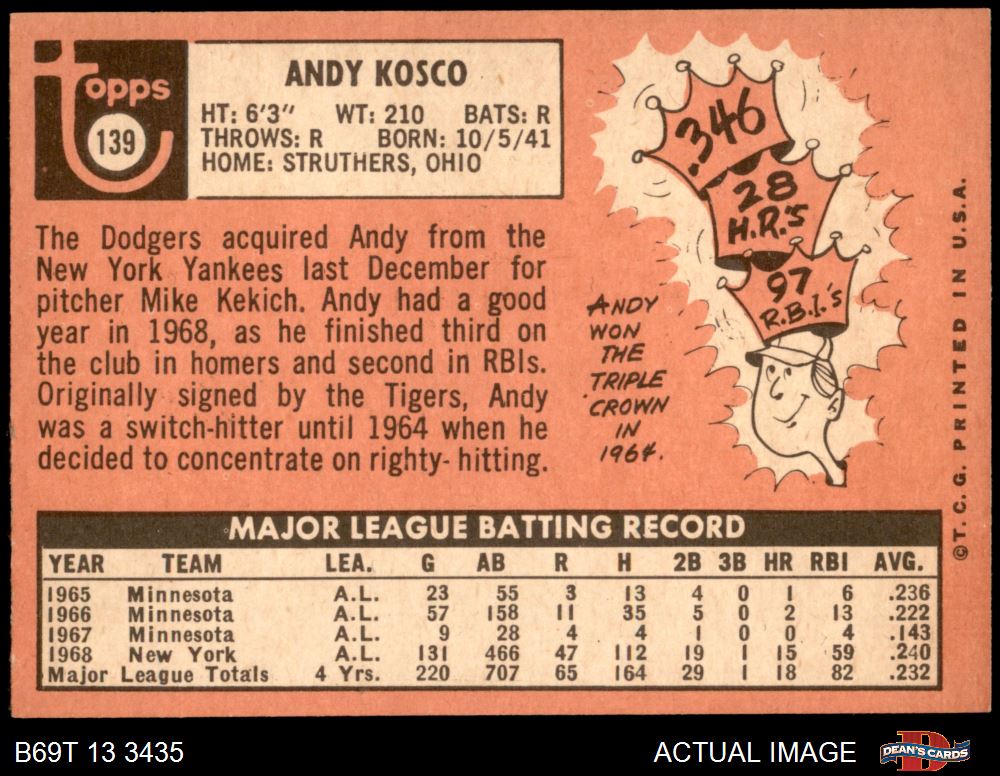 Topps
139
ANDY KOSCO
HT: 6'3" WT: 210 BATS: R
THROWS: R BORN: 10/5/41
HOME: STRUTHERS, OHIO
The Dodgers acquired Andy from the
New York Yankees last December for
pitcher Mike Kekich. Andy had a good
year in 1968, as he finished third on
the club in homers and second in RBIs.
Originally signed by the Tigers, Andy
was a switch-hitter until 1964 when he
decided to concentrate on righty- hitting.
.346
28
H.R.'S
97
R.B.I.'s
ANDY
WON
THE
TRIPLE
CROWN
IN
1964.
©T. C. G. PRINTED IN U.S.A.
MAJOR LEAGUE BATTING RECORD
YEAR TEAM LEA. G AB R H 2B 3B HR RBI AVG.
1965 Minnesota A.L. 23 55 3 13 4 0 1 6 .236
1966 Minnesota A.L. 57 158 11 35 5 0 2 13 .222
1967 Minnesota A.L. 9 28 4 4 1 0 0 4 .143
1968 New York A.L. 131 466 47 112 19 1 15 59 .240
Major League Totals 4 Yrs. 220 707 65 164 29 1 18 82 .232
B69T 13 3435 ACTUAL IMAGE
DEAN'S CARDS